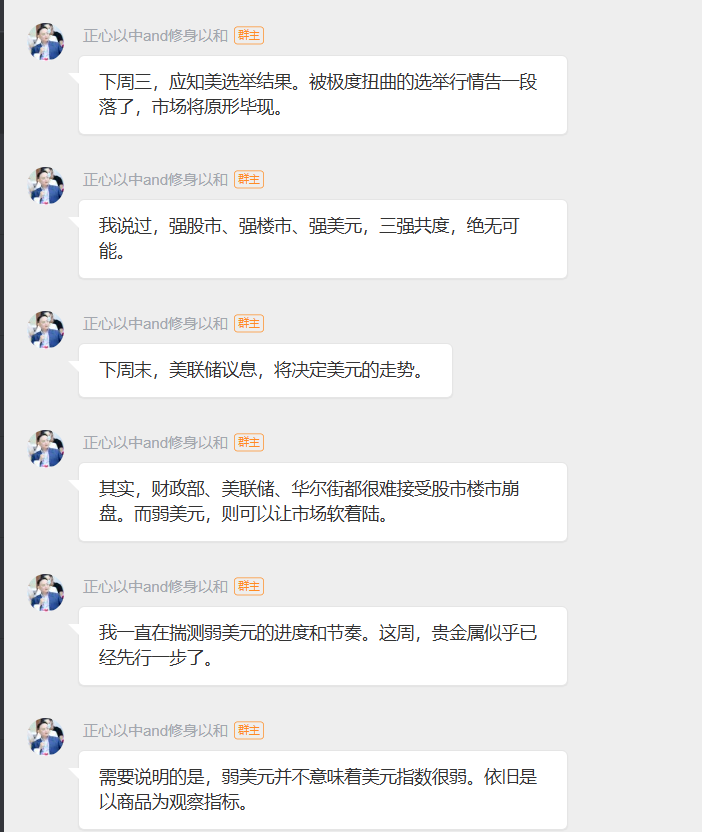 正心以中and修身以和 群主
下周三，应知美选举结果。被极度扭曲的选举行情告一段
落了，市场将原形毕现。
正心以中and修身以和 群主
我说过，强股市、强楼市、强美元，三强共度，绝无可
能。
正心以中and修身以和 群主
下周末，美联储议息，将决定美元的走势。
正心以中and修身以和 群主
其实，财政部、美联储、华尔街都很难接受股市楼市崩
盘。而弱美元，则可以让市场软着陆。
正心以中and修身以和 群主
我一直在揣测弱美元的进度和节奏。这周，贵金属似乎已
经先行一步了。
正心以中and修身以和 群主
需要说明的是，弱美元并不意味着美元指数很弱。依旧是
以商品为观察指标。